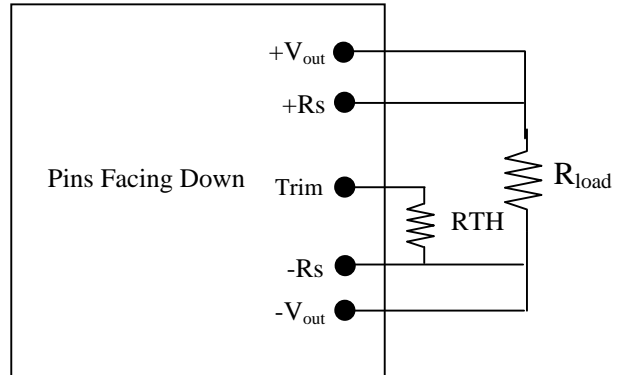 +Vout
+Rs
Pins Facing Down
Trim
Rload
RTH
-Rs
-Vout